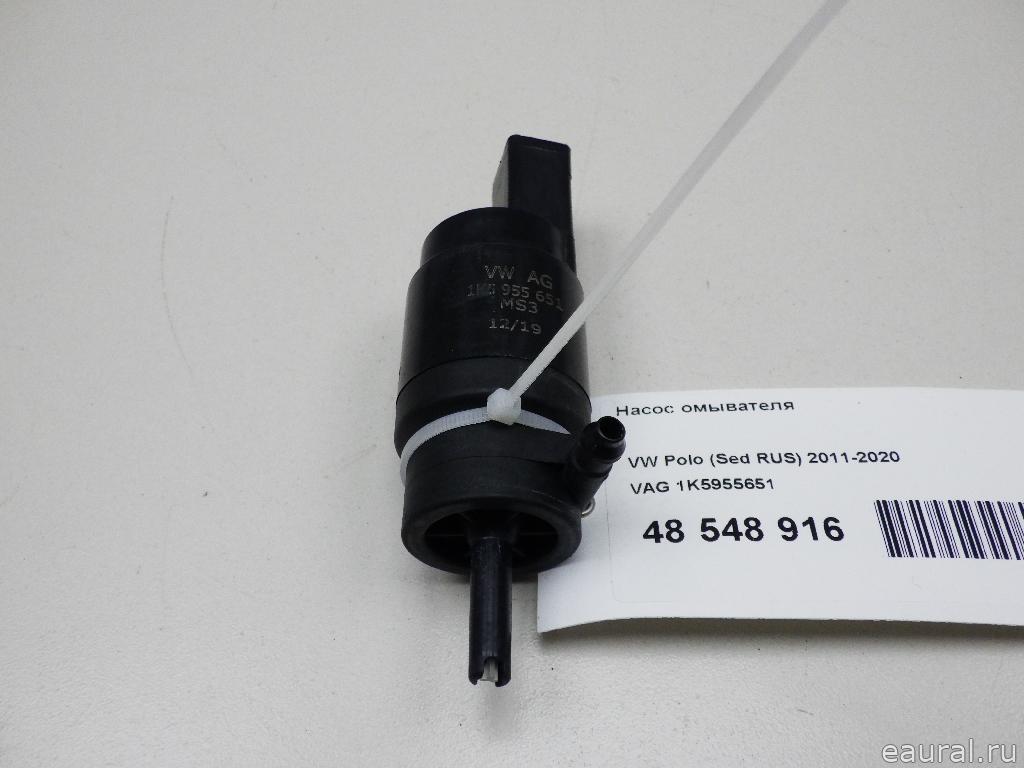 VW AG
1K5 955 651
MS3
12/19
Насос омывателя
VW Polo (Sed RUS) 2011-2020
VAG 1K5955651
48 548 916
eaural.ru